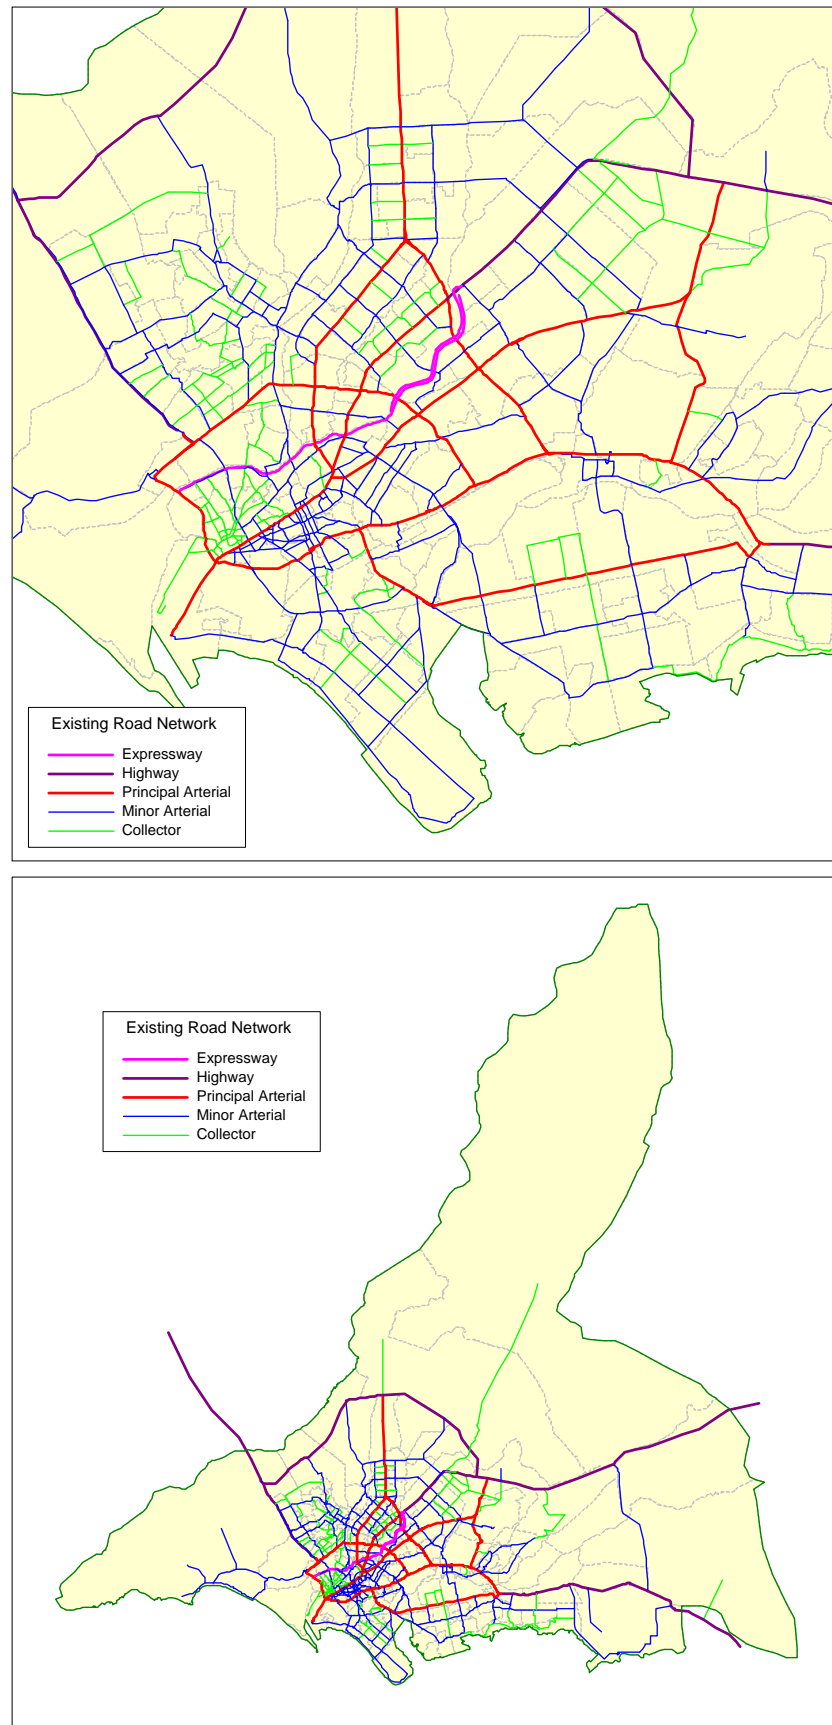 Existing Road Network
Expressway
Highway
Principal Arterial
Minor Arterial
Collector
Existing Road Network
Expressway
Highway
Principal Arterial
Minor Arterial
Collector